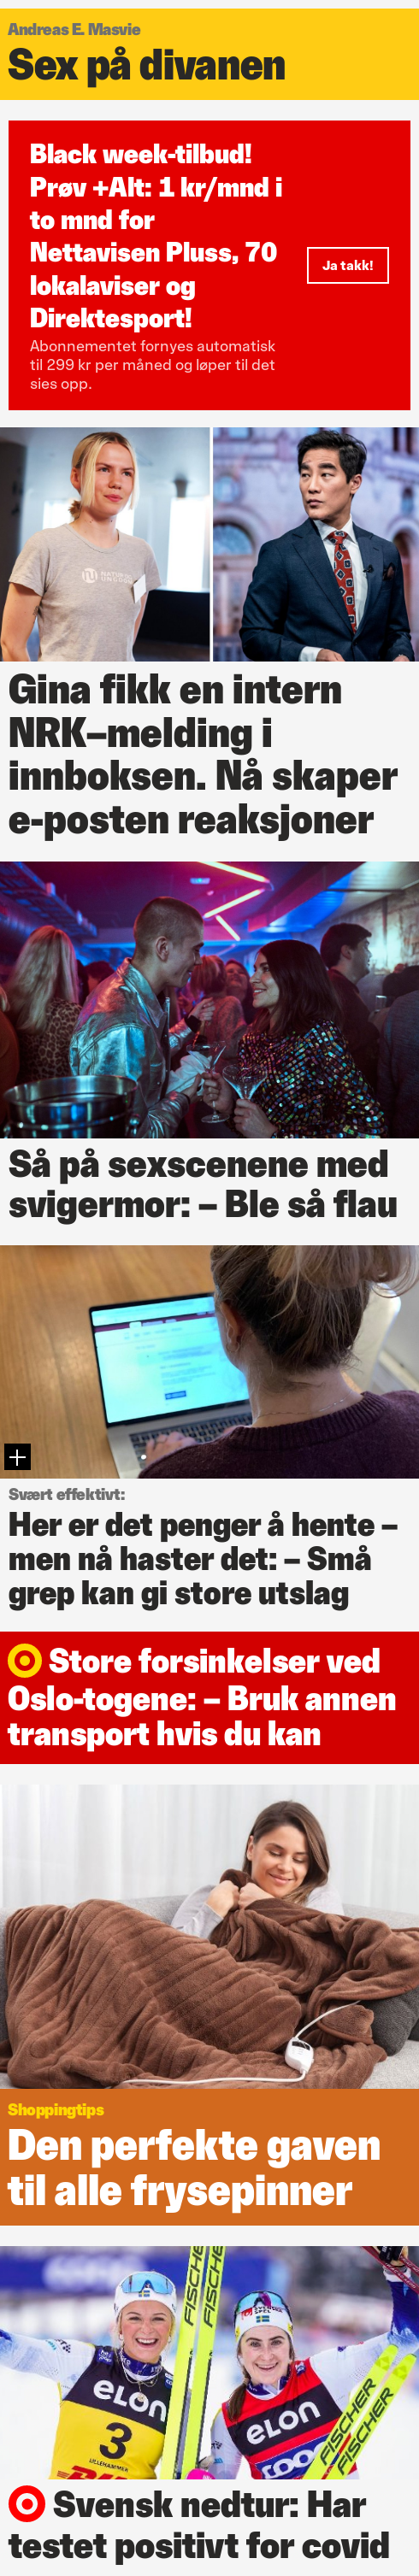 Andreas E. Masvie
Sex på divanen
Black week-tilbud!
Prøv +Alt: 1 kr/mnd i
to mnd for
Nettavisen Pluss, 70
lokalaviser og
Direktesport!
Ja takk!
Abonnementet fornyes automatisk
til 299 kr per måned og løper til det
sies opp.
NATUR OG
UNGDOM
Gina fikk en intern
NRK–melding i
innboksen. Nå skaper
e-posten reaksjoner
Så på sexscenene med
svigermor: – Ble så flau
Svært effektivt:
Her er det penger å hente –
men nå haster det: – Små
grep kan gi store utslag
Store forsinkelser ved
Oslo-togene: – Bruk annen
transport hvis du kan
Shoppingtips
Den perfekte gaven
til alle frysepinner
FISCHER
FISCHER
SVENSKA
SPEL
elon
3
LILLEHAMMER
elon
FISCHER
FISCHER
Svensk nedtur: Har
testet positivt for covid